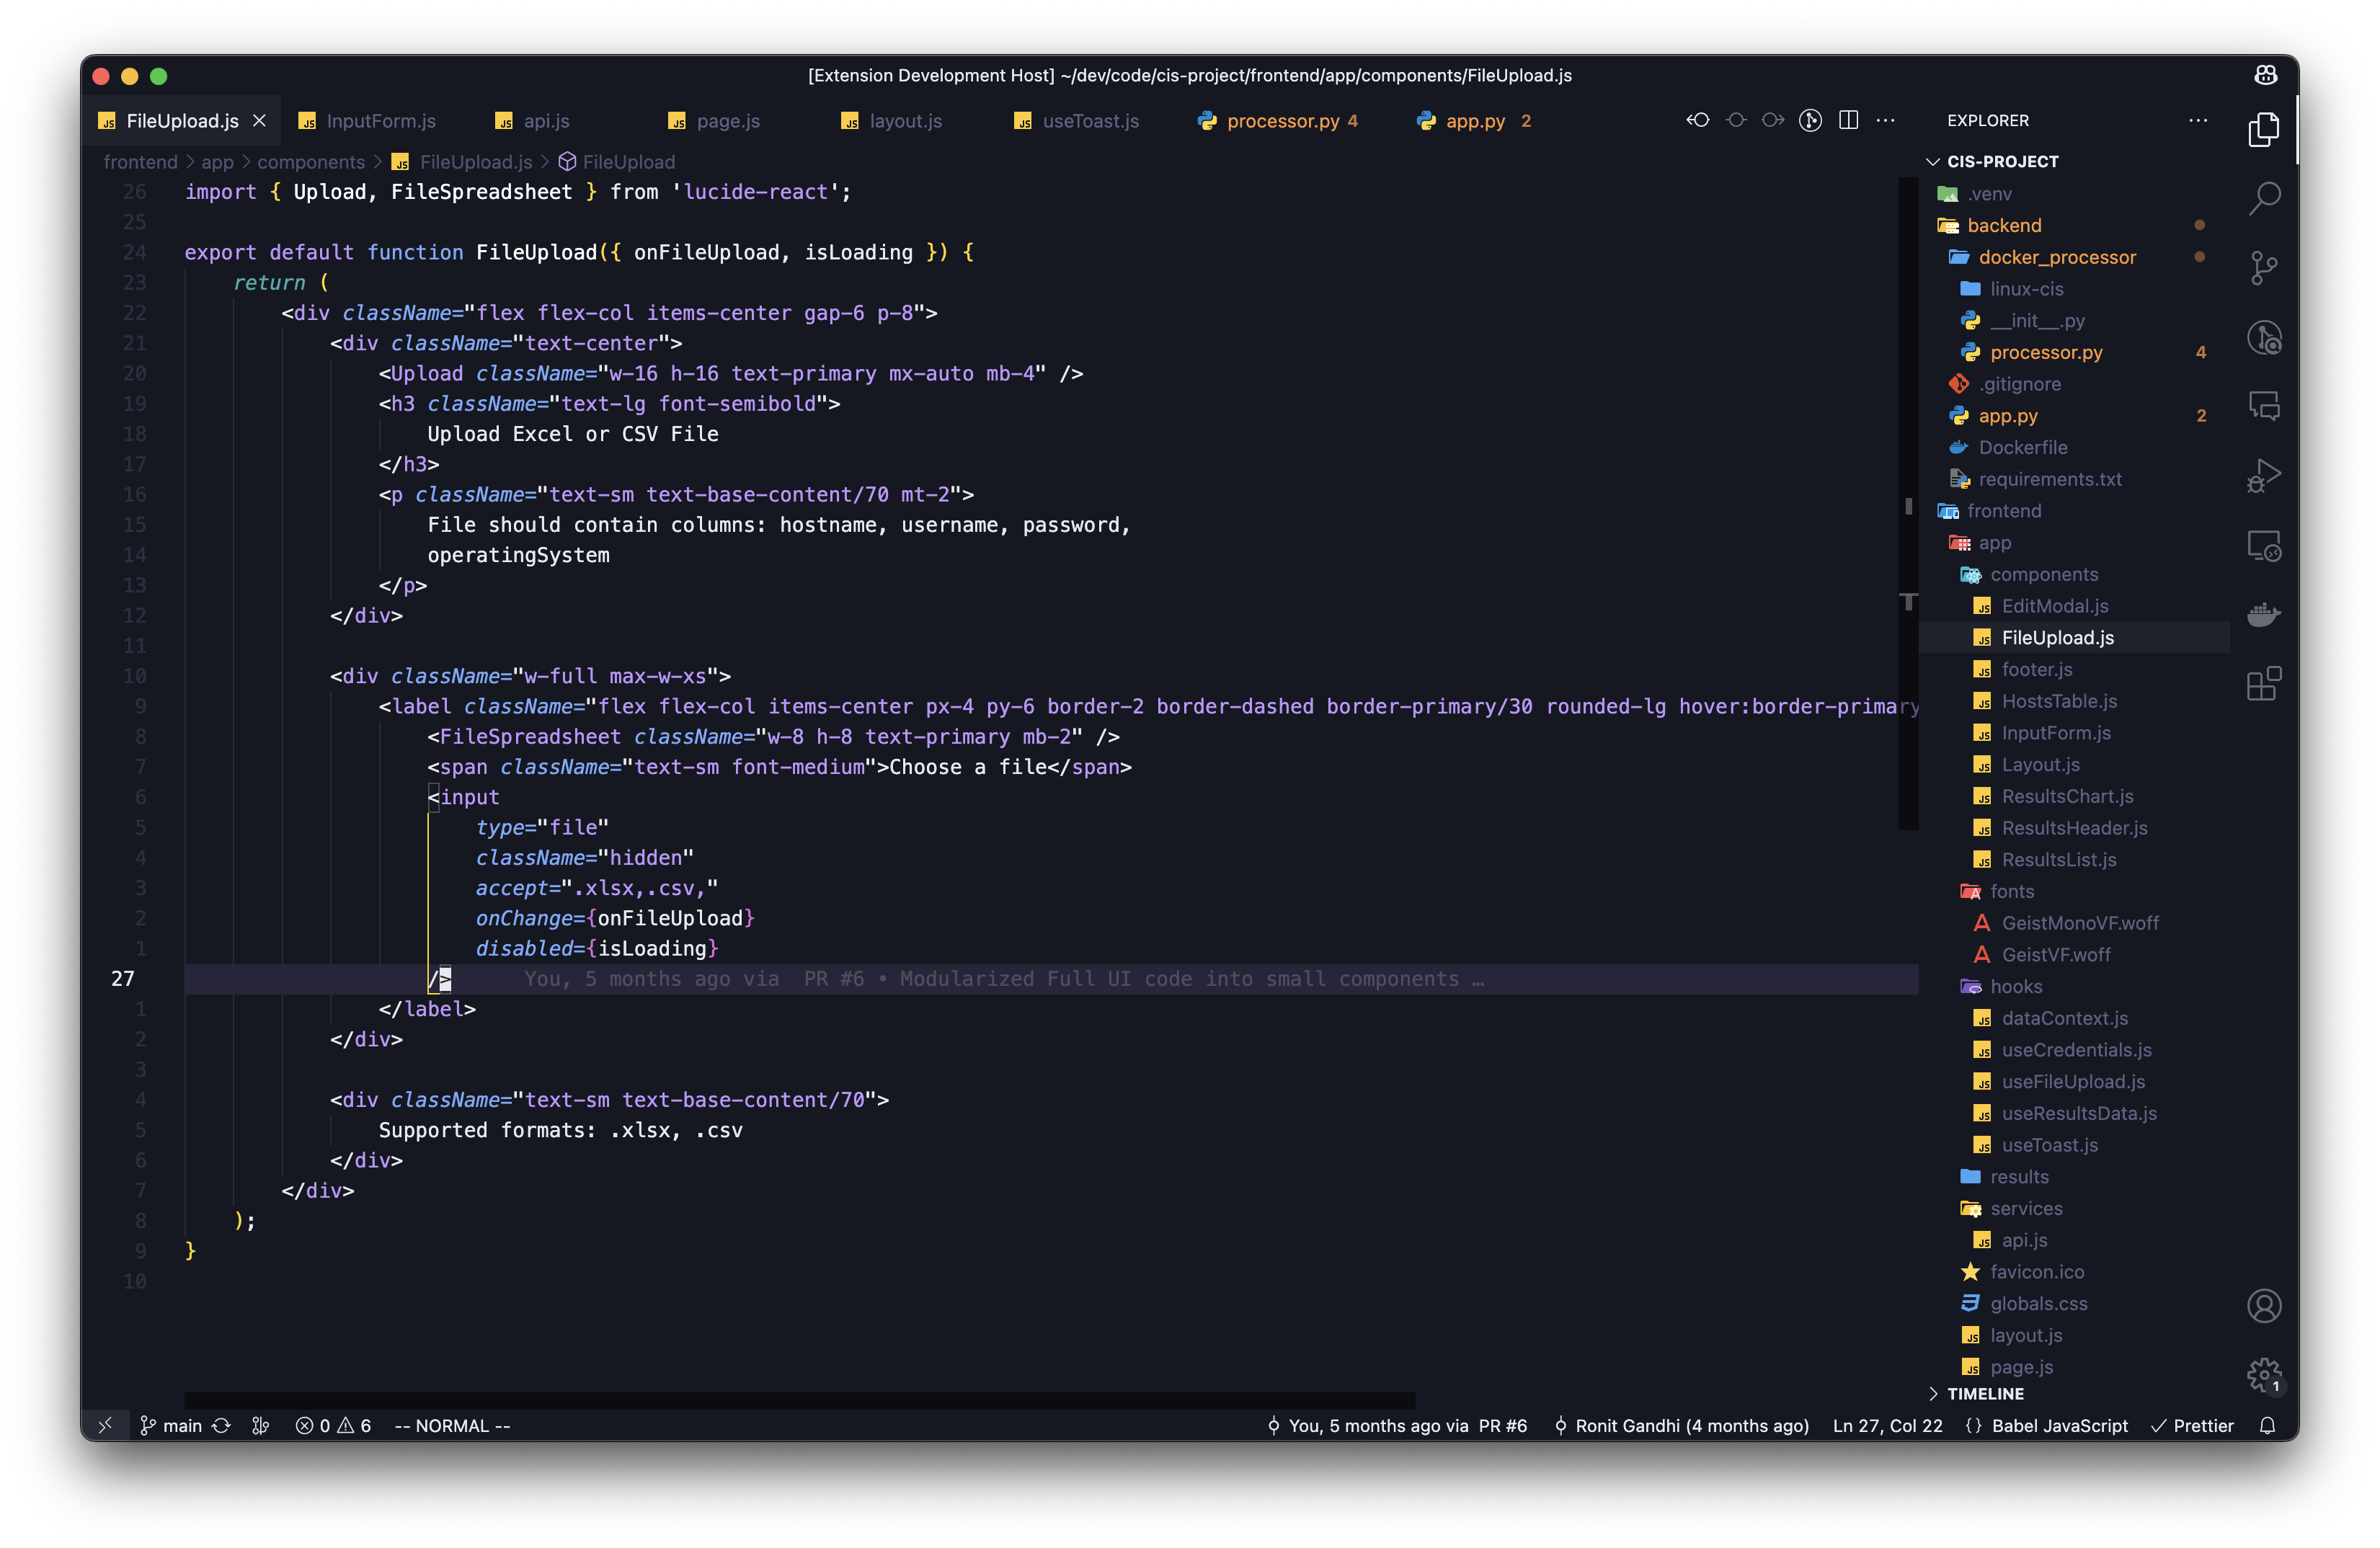 [Extension Development Host] ~/dev/code/cis-project/frontend/app/components/FileUpload.js
FileUpload.js
InputForm.js
api.js
page.js
layout.js
useToast.js
processor.py 4
app.py 2
frontend > app > components > FileUpload.js > FileUpload
26 import { Upload, FileSpreadsheet } from 'lucide-react';
25
24 export default function FileUpload({ onFileUpload, isLoading }) {
23 return (
22 <div className="flex flex-col items-center gap-6 p-8">
21 <div className="text-center">
20 <Upload className="w-16 h-16 text-primary mx-auto mb-4" />
19 <h3 className="text-lg font-semibold">
18 Upload Excel or CSV File
17 </h3>
16 <p className="text-sm text-base-content/70 mt-2">
15 File should contain columns: hostname, username, password,
14 operatingSystem
13 </p>
12 </div>
11
10 <div className="w-full max-w-xs">
9 <label className="flex flex-col items-center px-4 py-6 border-2 border-dashed border-primary/30 rounded-lg hover:border-primary
8 <FileSpreadsheet className="w-8 h-8 text-primary mb-2" />
7 <span className="text-sm font-medium">Choose a file</span>
6 <input
5 type="file"
4 className="hidden"
3 accept=".xlsx,.csv,"
2 onChange={onFileUpload}
1 disabled={isLoading}
27 /> You, 5 months ago via PR #6 • Modularized Full UI code into small components …
1 </label>
2 </div>
3
4 <div className="text-sm text-base-content/70">
5 Supported formats: .xlsx, .csv
6 </div>
7 </div>
8 );
9 }
10
EXPLORER
CIS-PROJECT
.venv
backend
docker_processor
linux-cis
__init__.py
processor.py 4
.gitignore
app.py 2
Dockerfile
requirements.txt
frontend
app
components
EditModal.js
FileUpload.js
footer.js
HostsTable.js
InputForm.js
Layout.js
ResultsChart.js
ResultsHeader.js
ResultsList.js
fonts
GeistMonoVF.woff
GeistVF.woff
hooks
dataContext.js
useCredentials.js
useFileUpload.js
useResultsData.js
useToast.js
results
services
api.js
favicon.ico
globals.css
layout.js
page.js
TIMELINE
1
main
0 6
-- NORMAL --
You, 5 months ago via PR #6
Ronit Gandhi (4 months ago)
Ln 27, Col 22
{} Babel JavaScript
Prettier